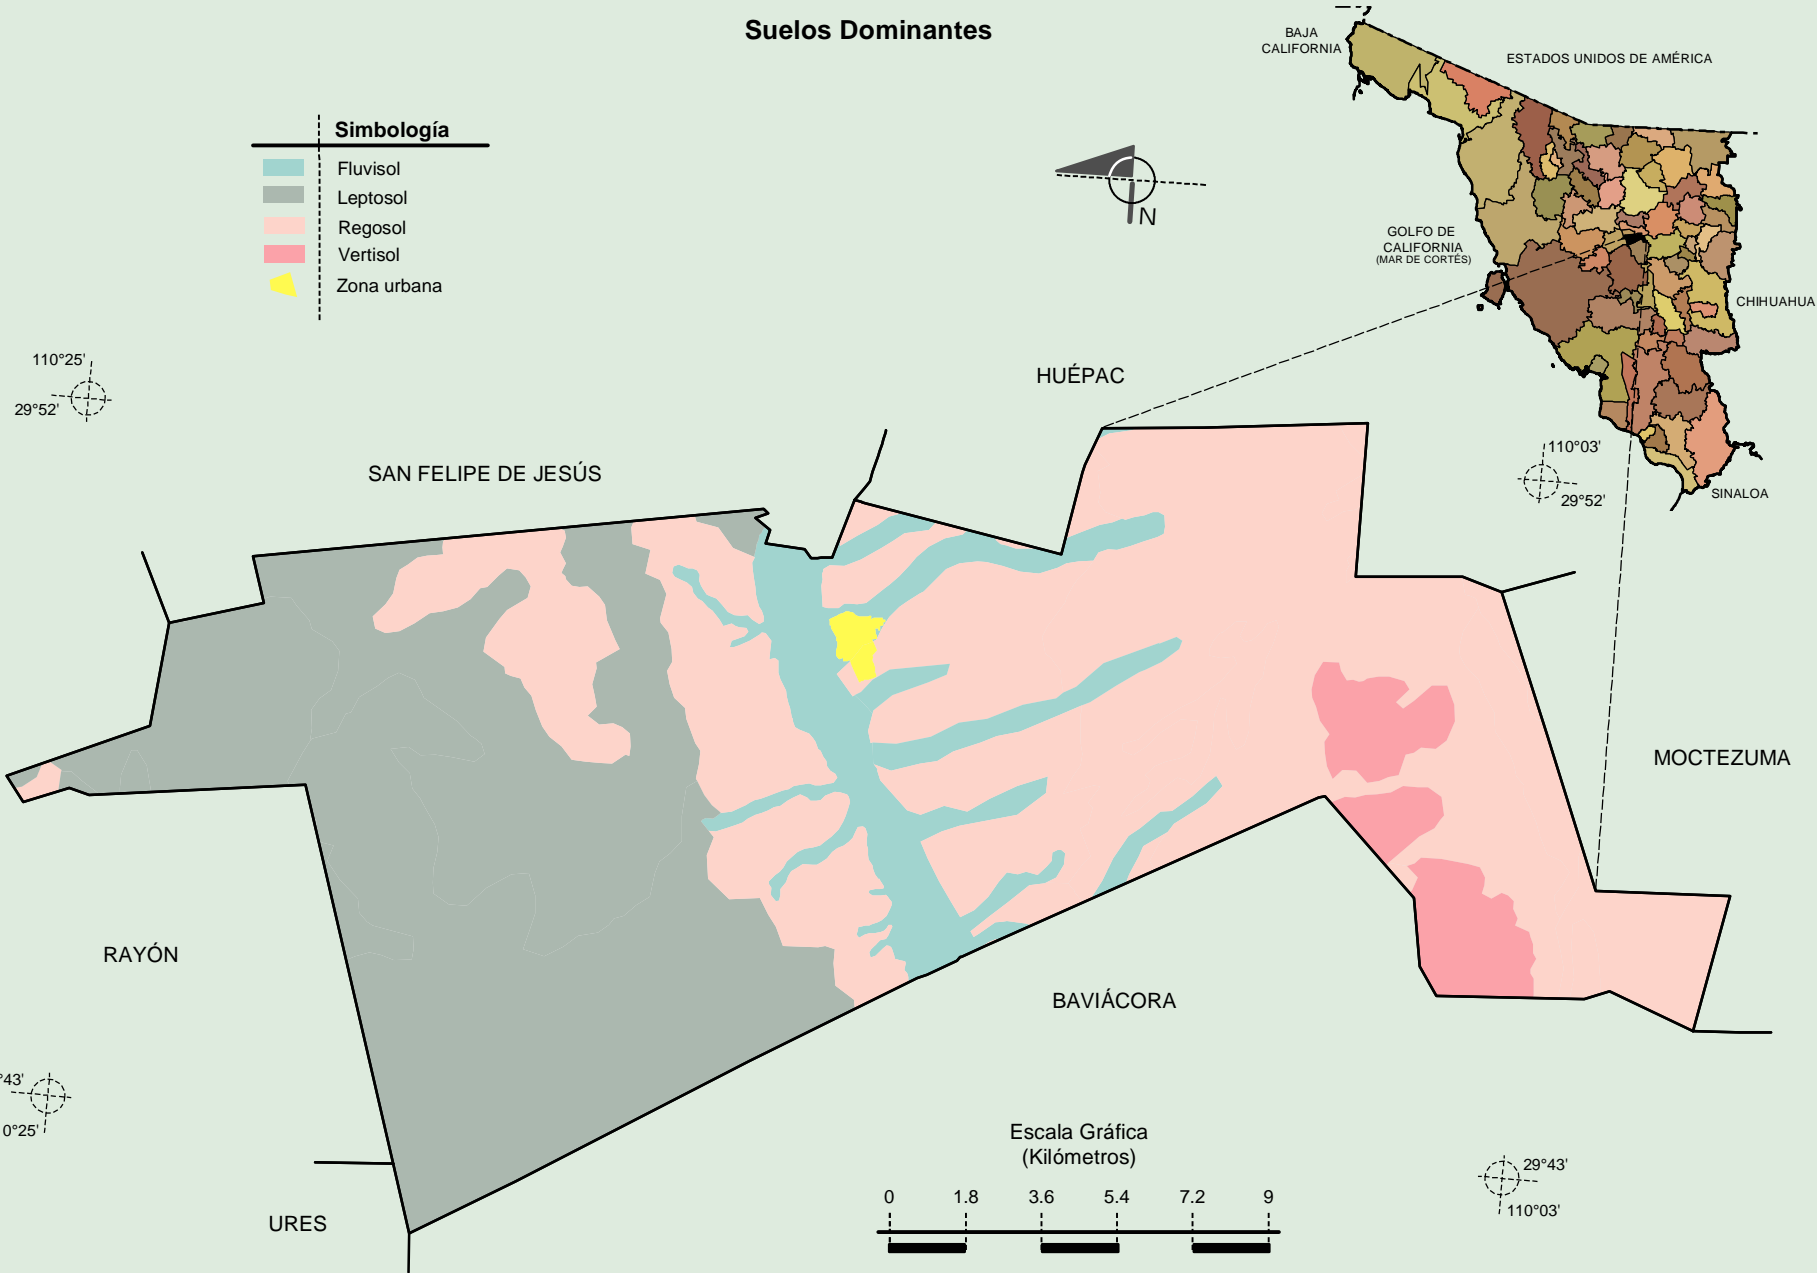 Suelos Dominantes
Simbología
Fluvisol
Leptosol
Regosol
Vertisol
Zona urbana
N
BAJA
CALIFORNIA
ESTADOS UNIDOS DE AMÉRICA
GOLFO DE
CALIFORNIA
(MAR DE CORTÉS)
CHIHUAHUA
SINALOA
110°25'
29°52'
110°03'
29°52'
HUÉPAC
SAN FELIPE DE JESÚS
MOCTEZUMA
RAYÓN
BAVIÁCORA
URES
°43'
0°25'
29°43'
110°03'
Escala Gráfica
(Kilómetros)
0 1.8 3.6 5.4 7.2 9